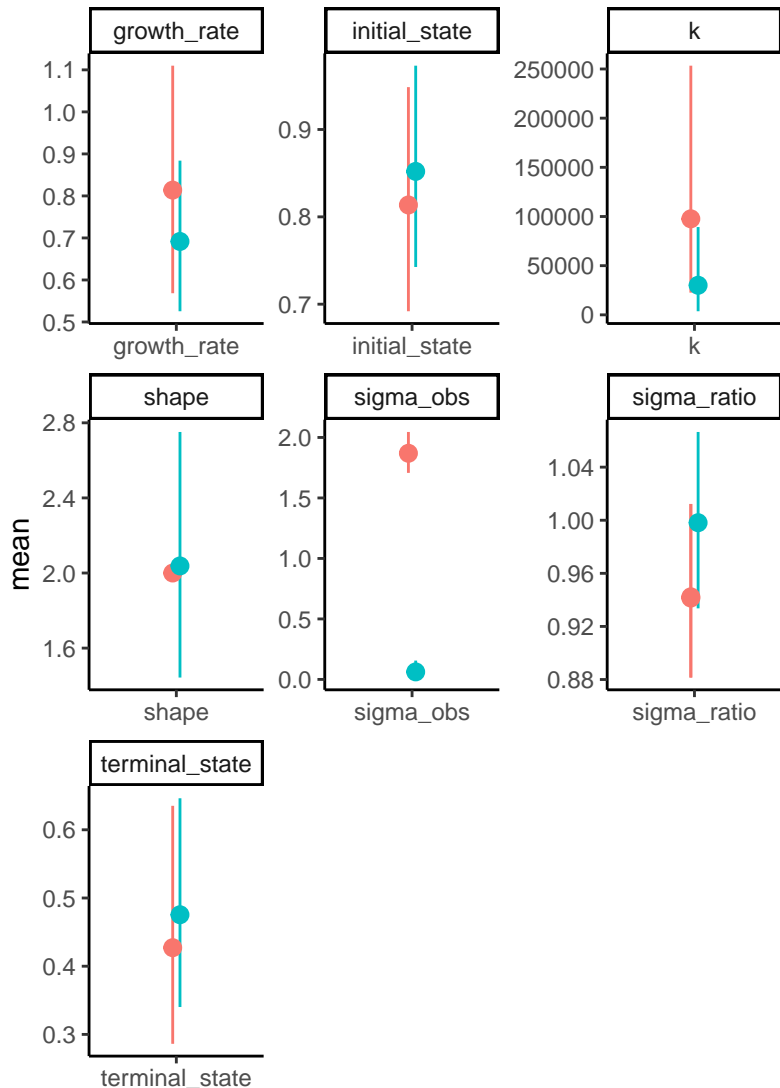 growth_rate
initial_state
k
1.1
1.0
0.9
0.8
0.7
0.6
0.5
growth_rate
0.9
0.8
0.7
initial_state
250000
200000
150000
100000
50000
0
k
mean
shape
sigma_obs
sigma_ratio
2.8
2.4
2.0
1.6
shape
2.0
1.5
1.0
0.5
0.0
sigma_obs
1.04
1.00
0.96
0.92
0.88
sigma_ratio
terminal_state
0.6
0.5
0.4
0.3
terminal_state